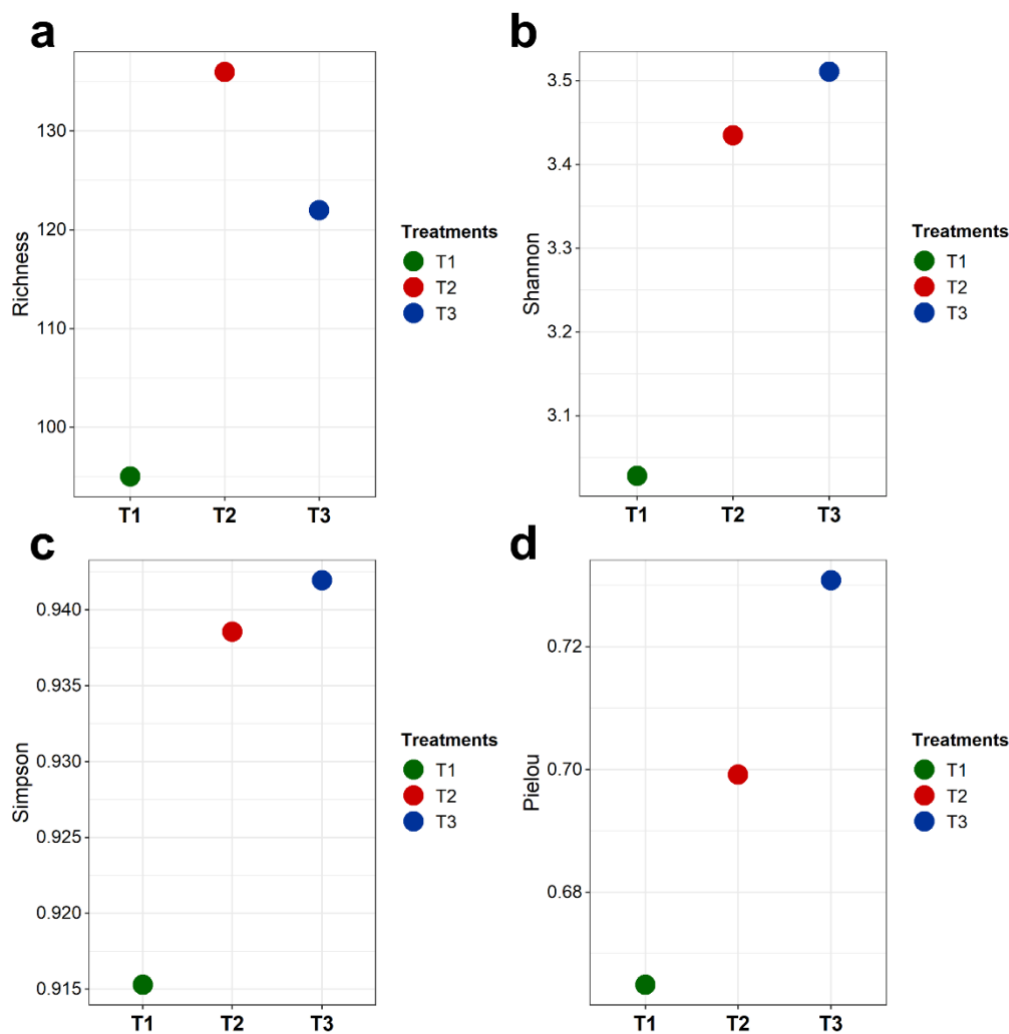 a
Richness
130
120
110
100
T1 T2 T3
Treatments
T1
T2
T3
b
Shannon
3.5
3.4
3.3
3.2
3.1
T1 T2 T3
Treatments
T1
T2
T3
c
Simpson
0.940
0.935
0.930
0.925
0.920
0.915
T1 T2 T3
Treatments
T1
T2
T3
d
Pielou
0.72
0.70
0.68
T1 T2 T3
Treatments
T1
T2
T3